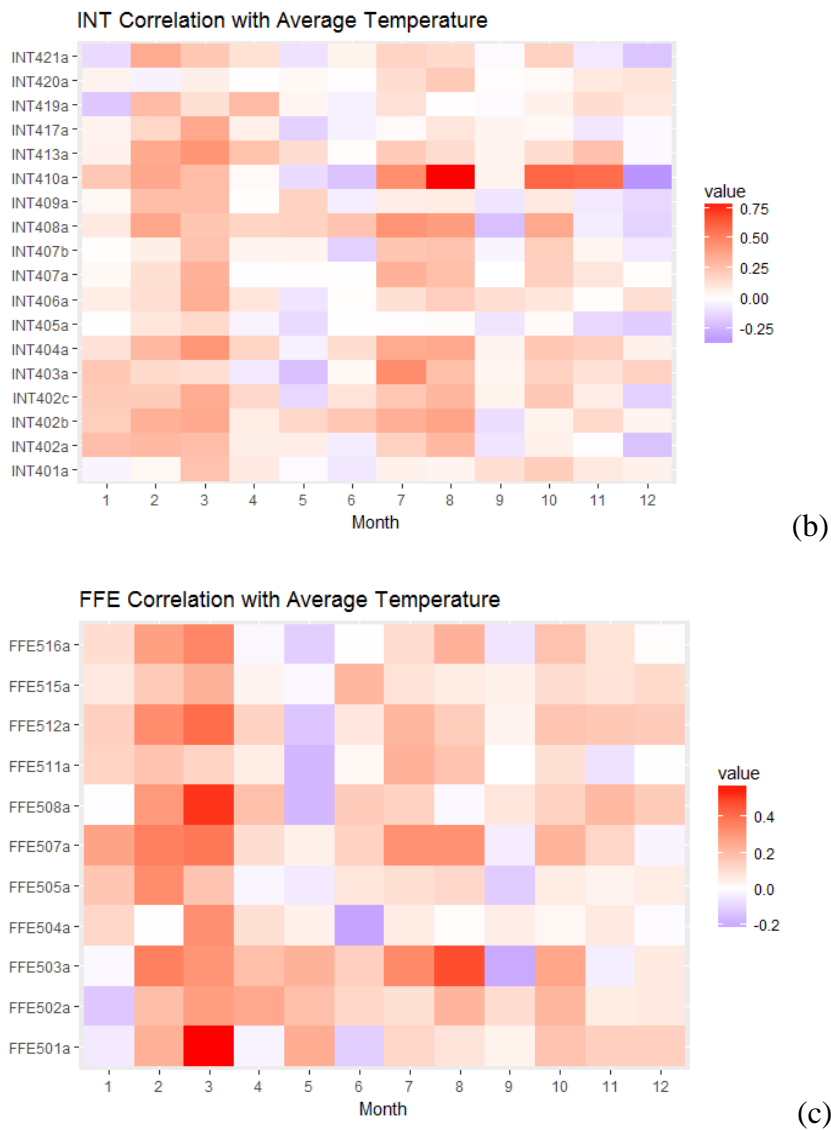 INT Correlation with Average Temperature
INT421a
INT420a
INT419a
INT417a
INT413a
INT410a
INT409a
INT408a
INT407b
INT407a
INT406a
INT405a
INT404a
INT403a
INT402c
INT402b
INT402a
INT401a
value
0.75
0.50
0.25
0.00
-0.25
1 2 3 4 5 6 7 8 9 10 11 12
Month
(b)
FFE Correlation with Average Temperature
FFE516a
FFE515a
FFE512a
FFE511a
FFE508a
FFE507a
FFE505a
FFE504a
FFE503a
FFE502a
FFE501a
value
0.4
0.2
0.0
-0.2
1 2 3 4 5 6 7 8 9 10 11 12
Month
(c)